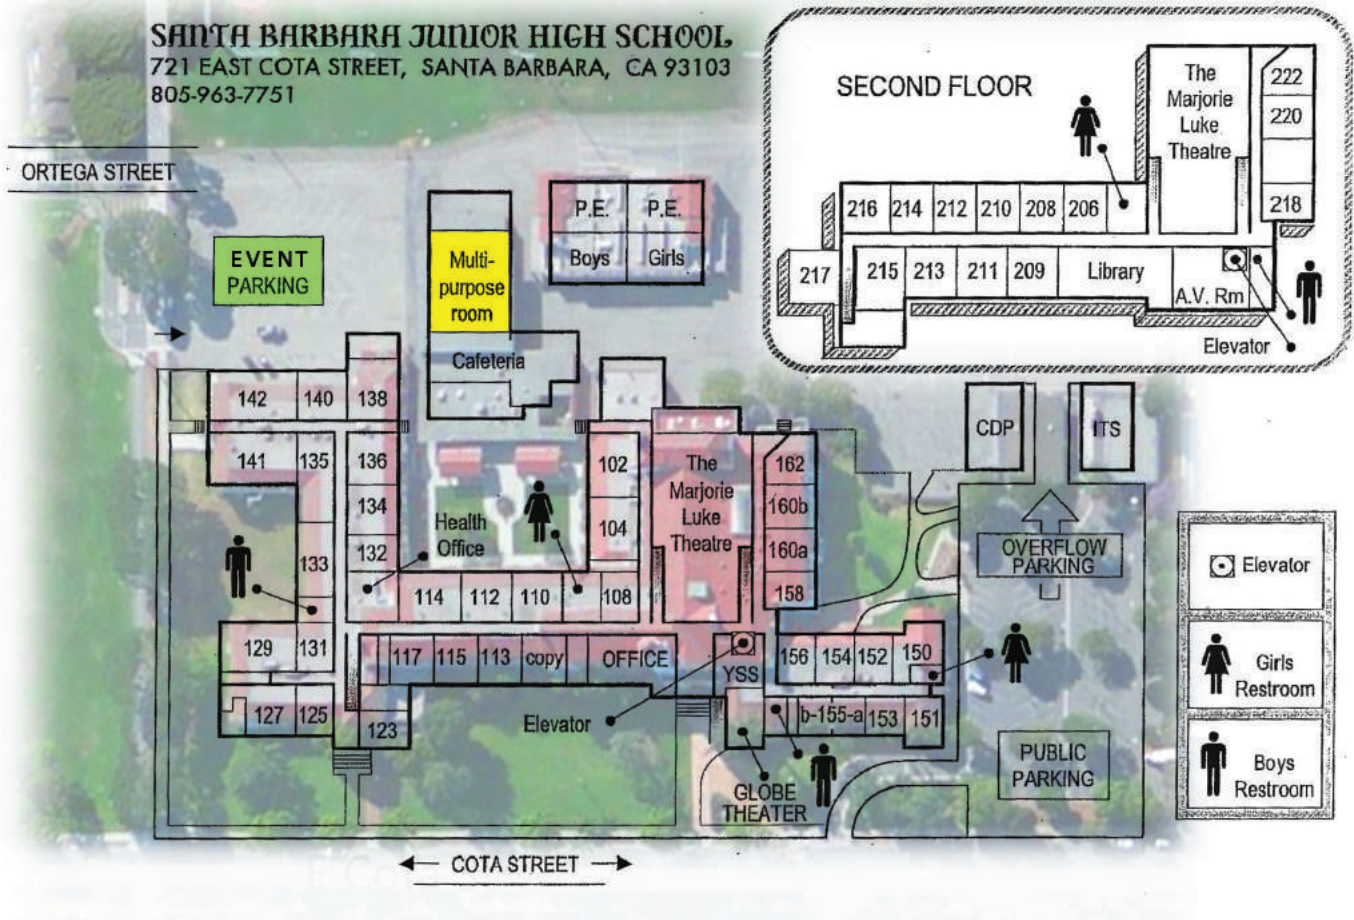 SANTA BARBARA JUNIOR HIGH SCHOOL
721 EAST COTA STREET, SANTA BARBARA, CA 93103
805-963-7751
ORTEGA STREET
EVENT
PARKING
Multi-
purpose
room
Cafeteria
P.E.
P.E.
Boys
Girls
SECOND FLOOR
The
Marjorie
Luke
Theatre
222
220
218
216
214
212
210
208
206
217
215
213
211
209
Library
A.V. Rm
Elevator
142
140
138
141
135
136
134
132
133
131
129
127
125
123
Health
Office
114
112
110
108
102
104
The
Marjorie
Luke
Theatre
162
160b
160a
158
117
115
113
copy
OFFICE
YSS
156
154
152
150
b-155-a
153
151
Elevator
GLOBE
THEATER
CDP
ITS
OVERFLOW
PARKING
PUBLIC
PARKING
Elevator
Girls
Restroom
Boys
Restroom
COTA STREET